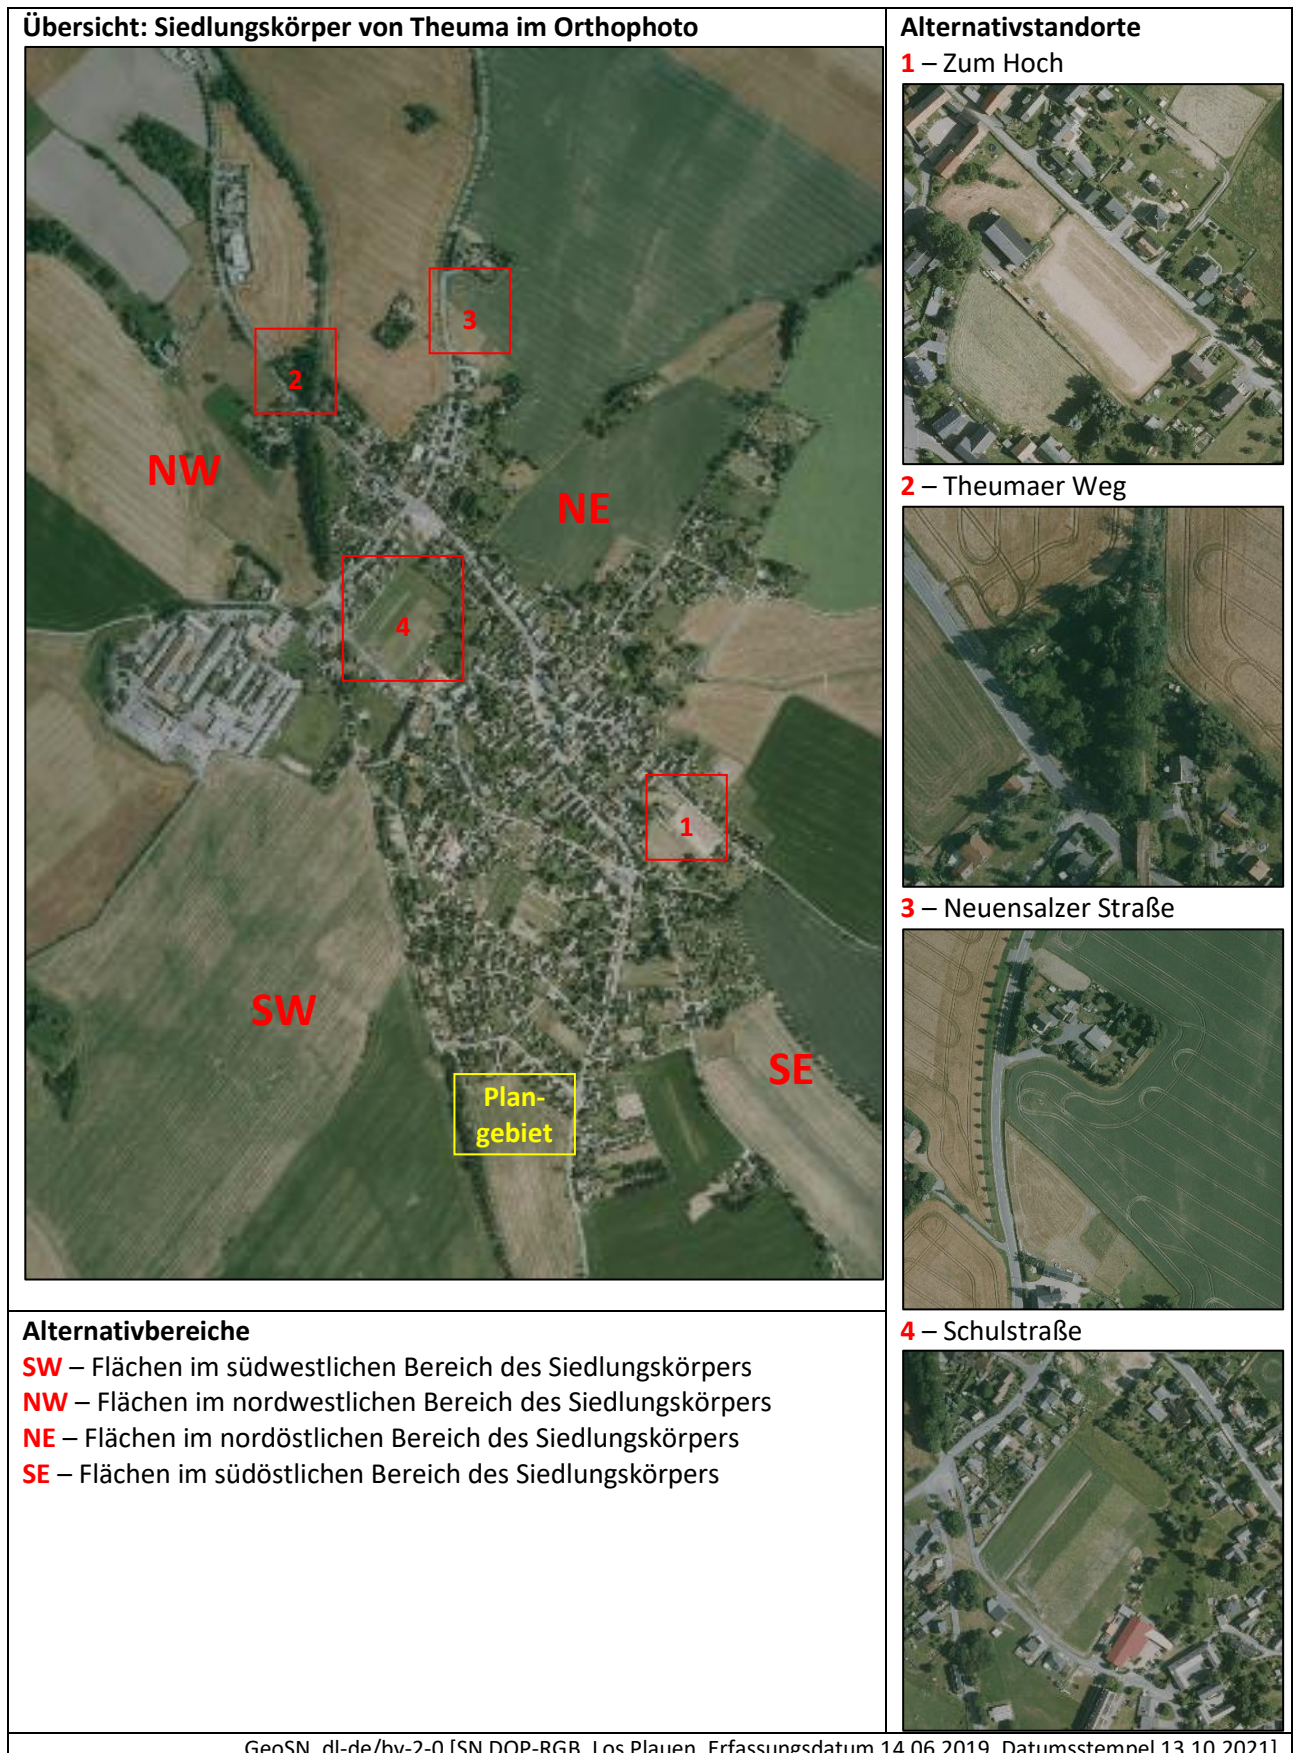 Übersicht: Siedlungskörper von Theuma im Orthophoto
3
2
NW
NE
4
1
SW
SE
Plan-
gebiet
Alternativbereiche
SW – Flächen im südwestlichen Bereich des Siedlungskörpers
NW – Flächen im nordwestlichen Bereich des Siedlungskörpers
NE – Flächen im nordöstlichen Bereich des Siedlungskörpers
SE – Flächen im südöstlichen Bereich des Siedlungskörpers
Alternativstandorte
1 – Zum Hoch
2 – Theumaer Weg
3 – Neuensalzer Straße
4 – Schulstraße
GeoSN, dl-de/by-2-0 [SN DOP-RGB, Los Plauen, Erfassungsdatum 14.06.2019, Datumsstempel 13.10.2021]